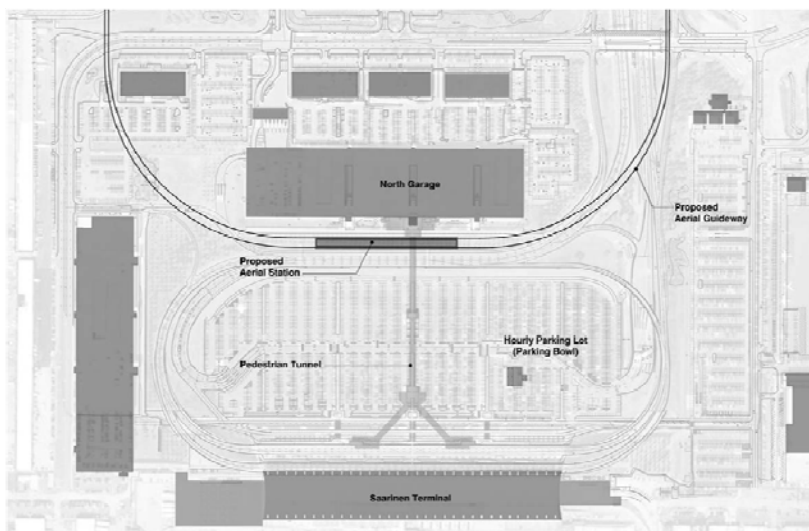 North Garage
Proposed
Aerial Guideway
Proposed
Aerial Station
Hourly Parking Lot
(Parking Bowl)
Pedestrian Tunnel
Saarinen Terminal